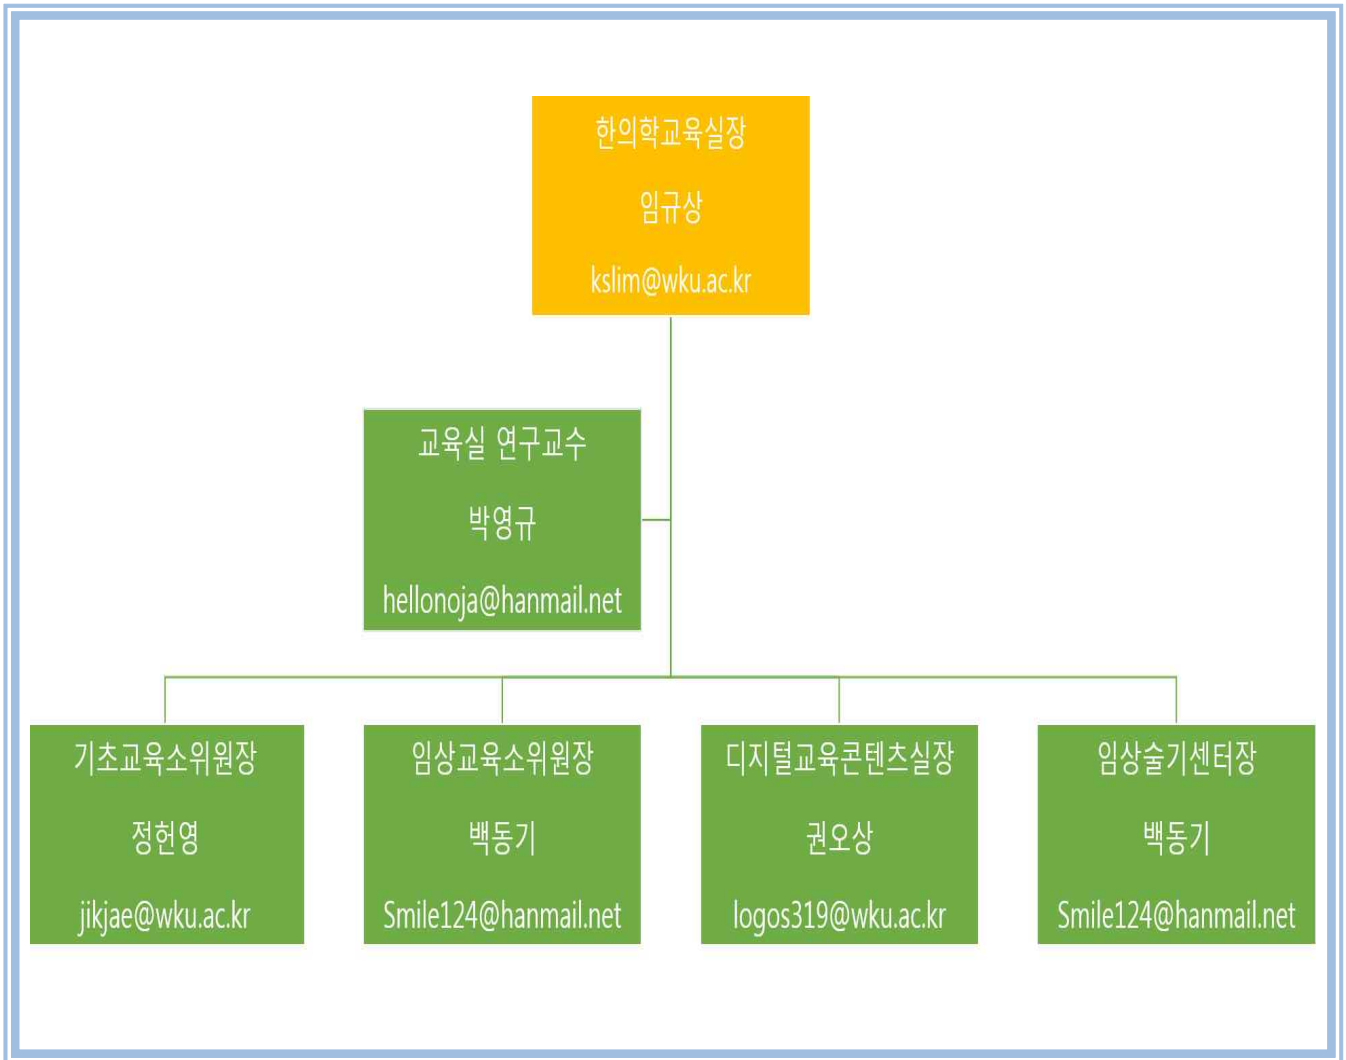 한의학교육실장
임규상
kslim@wku.ac.kr
교육실 연구교수
박영규
hellonoja@hanmail.net
기초교육소위원장
정헌영
jikjae@wku.ac.kr
임상교육소위원장
백동기
Smile124@hanmail.net
디지털교육콘텐츠실장
권오상
logos319@wku.ac.kr
임상술기센터장
백동기
Smile124@hanmail.net